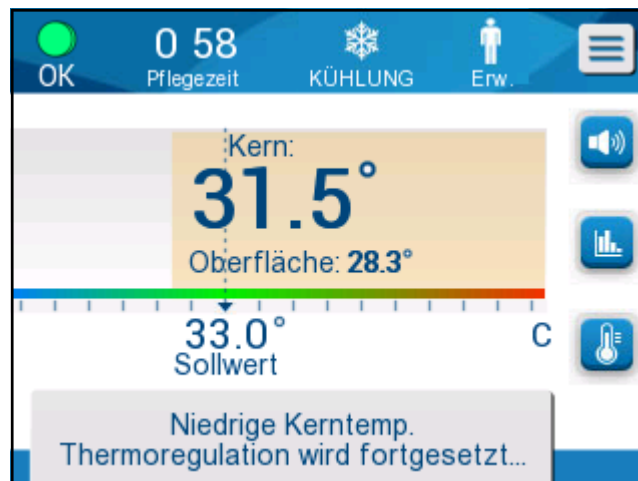 OK
0 58
Pflegezeit
KÜHLUNG
Erw.
Kern:
31.5°
Oberfläche: 28.3°
33.0°
C
Sollwert
Niedrige Kerntemp.
Thermoregulation wird fortgesetzt...